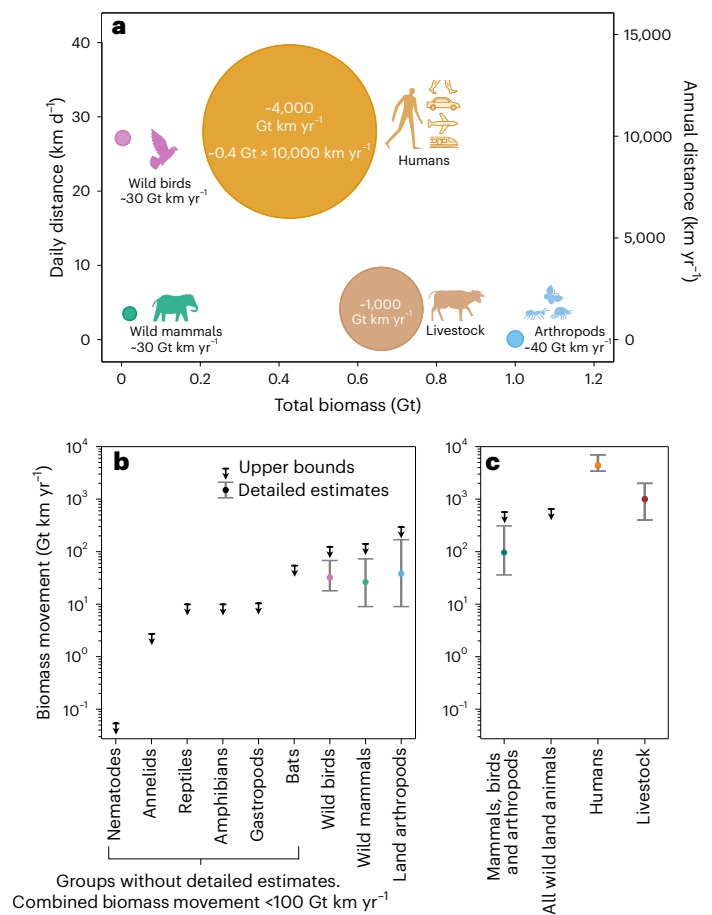 a
40
30
20
10
0
Daily distance (km d⁻¹)
15,000
10,000
5,000
0
Annual distance (km yr⁻¹)
~4,000
Gt km yr⁻¹
~0.4 Gt × 10,000 km yr⁻¹
Humans
Wild birds
~30 Gt km yr⁻¹
Wild mammals
~30 Gt km yr⁻¹
~1,000
Gt km yr⁻¹
Livestock
Arthropods
~40 Gt km yr⁻¹
0
0.2
0.4
0.6
0.8
1.0
1.2
Total biomass (Gt)
b
Upper bounds
Detailed estimates
10⁴
10³
10²
10¹
10⁰
10⁻¹
Biomass movement (Gt km yr⁻¹)
Nematodes
Annelids
Reptiles
Amphibians
Gastropods
Bats
Wild birds
Wild mammals
Land arthropods
Groups without detailed estimates.
Combined biomass movement <100 Gt km yr⁻¹
c
10⁴
10³
10²
10¹
10⁰
10⁻¹
Mammals, birds
and arthropods
All wild land animals
Humans
Livestock